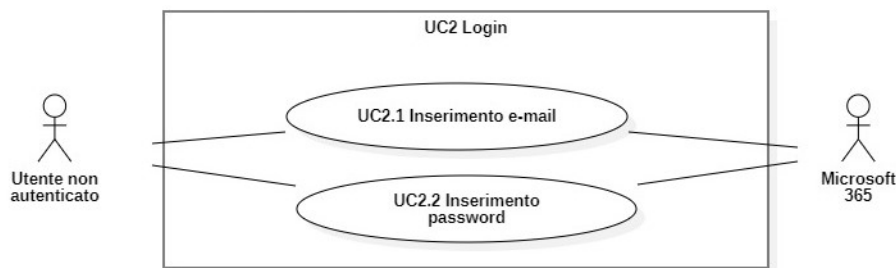 UC2 Login
UC2.1 Inserimento e-mail
Utente non
autenticato
UC2.2 Inserimento
password
Microsoft
365